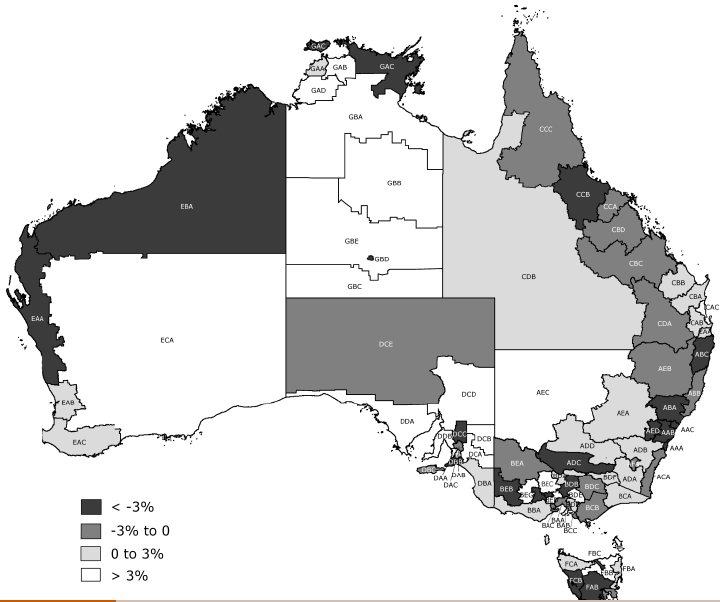 GAC
GAA
GAB
GAC
GAD
GBA
CCC
GBB
EBA
CCB
CCA
CBD
GBE
GBD
CBC
CDB
CBB
GBC
CBA
CAC
EAA
CDA
CAB
ECA
DCE
ABC
AEB
DCD
AEC
ABB
EAB
ABA
AEA
DDA
AED
AAB
AAC
EAC
DDB
DCC
DCB
ADD
AAA
ADB
DCA
BEA
ADC
DAB
DAA
DAC
DBA
BEB
BEC
BDB
BDC
BDF
ADA
ACA
BDE
BCA
BBA
BCB
BAA
BAC
BAB
BCC
< -3%
-3% to 0
0 to 3%
> 3%
FBC
FCA
FBB
FBA
FCB
FAB